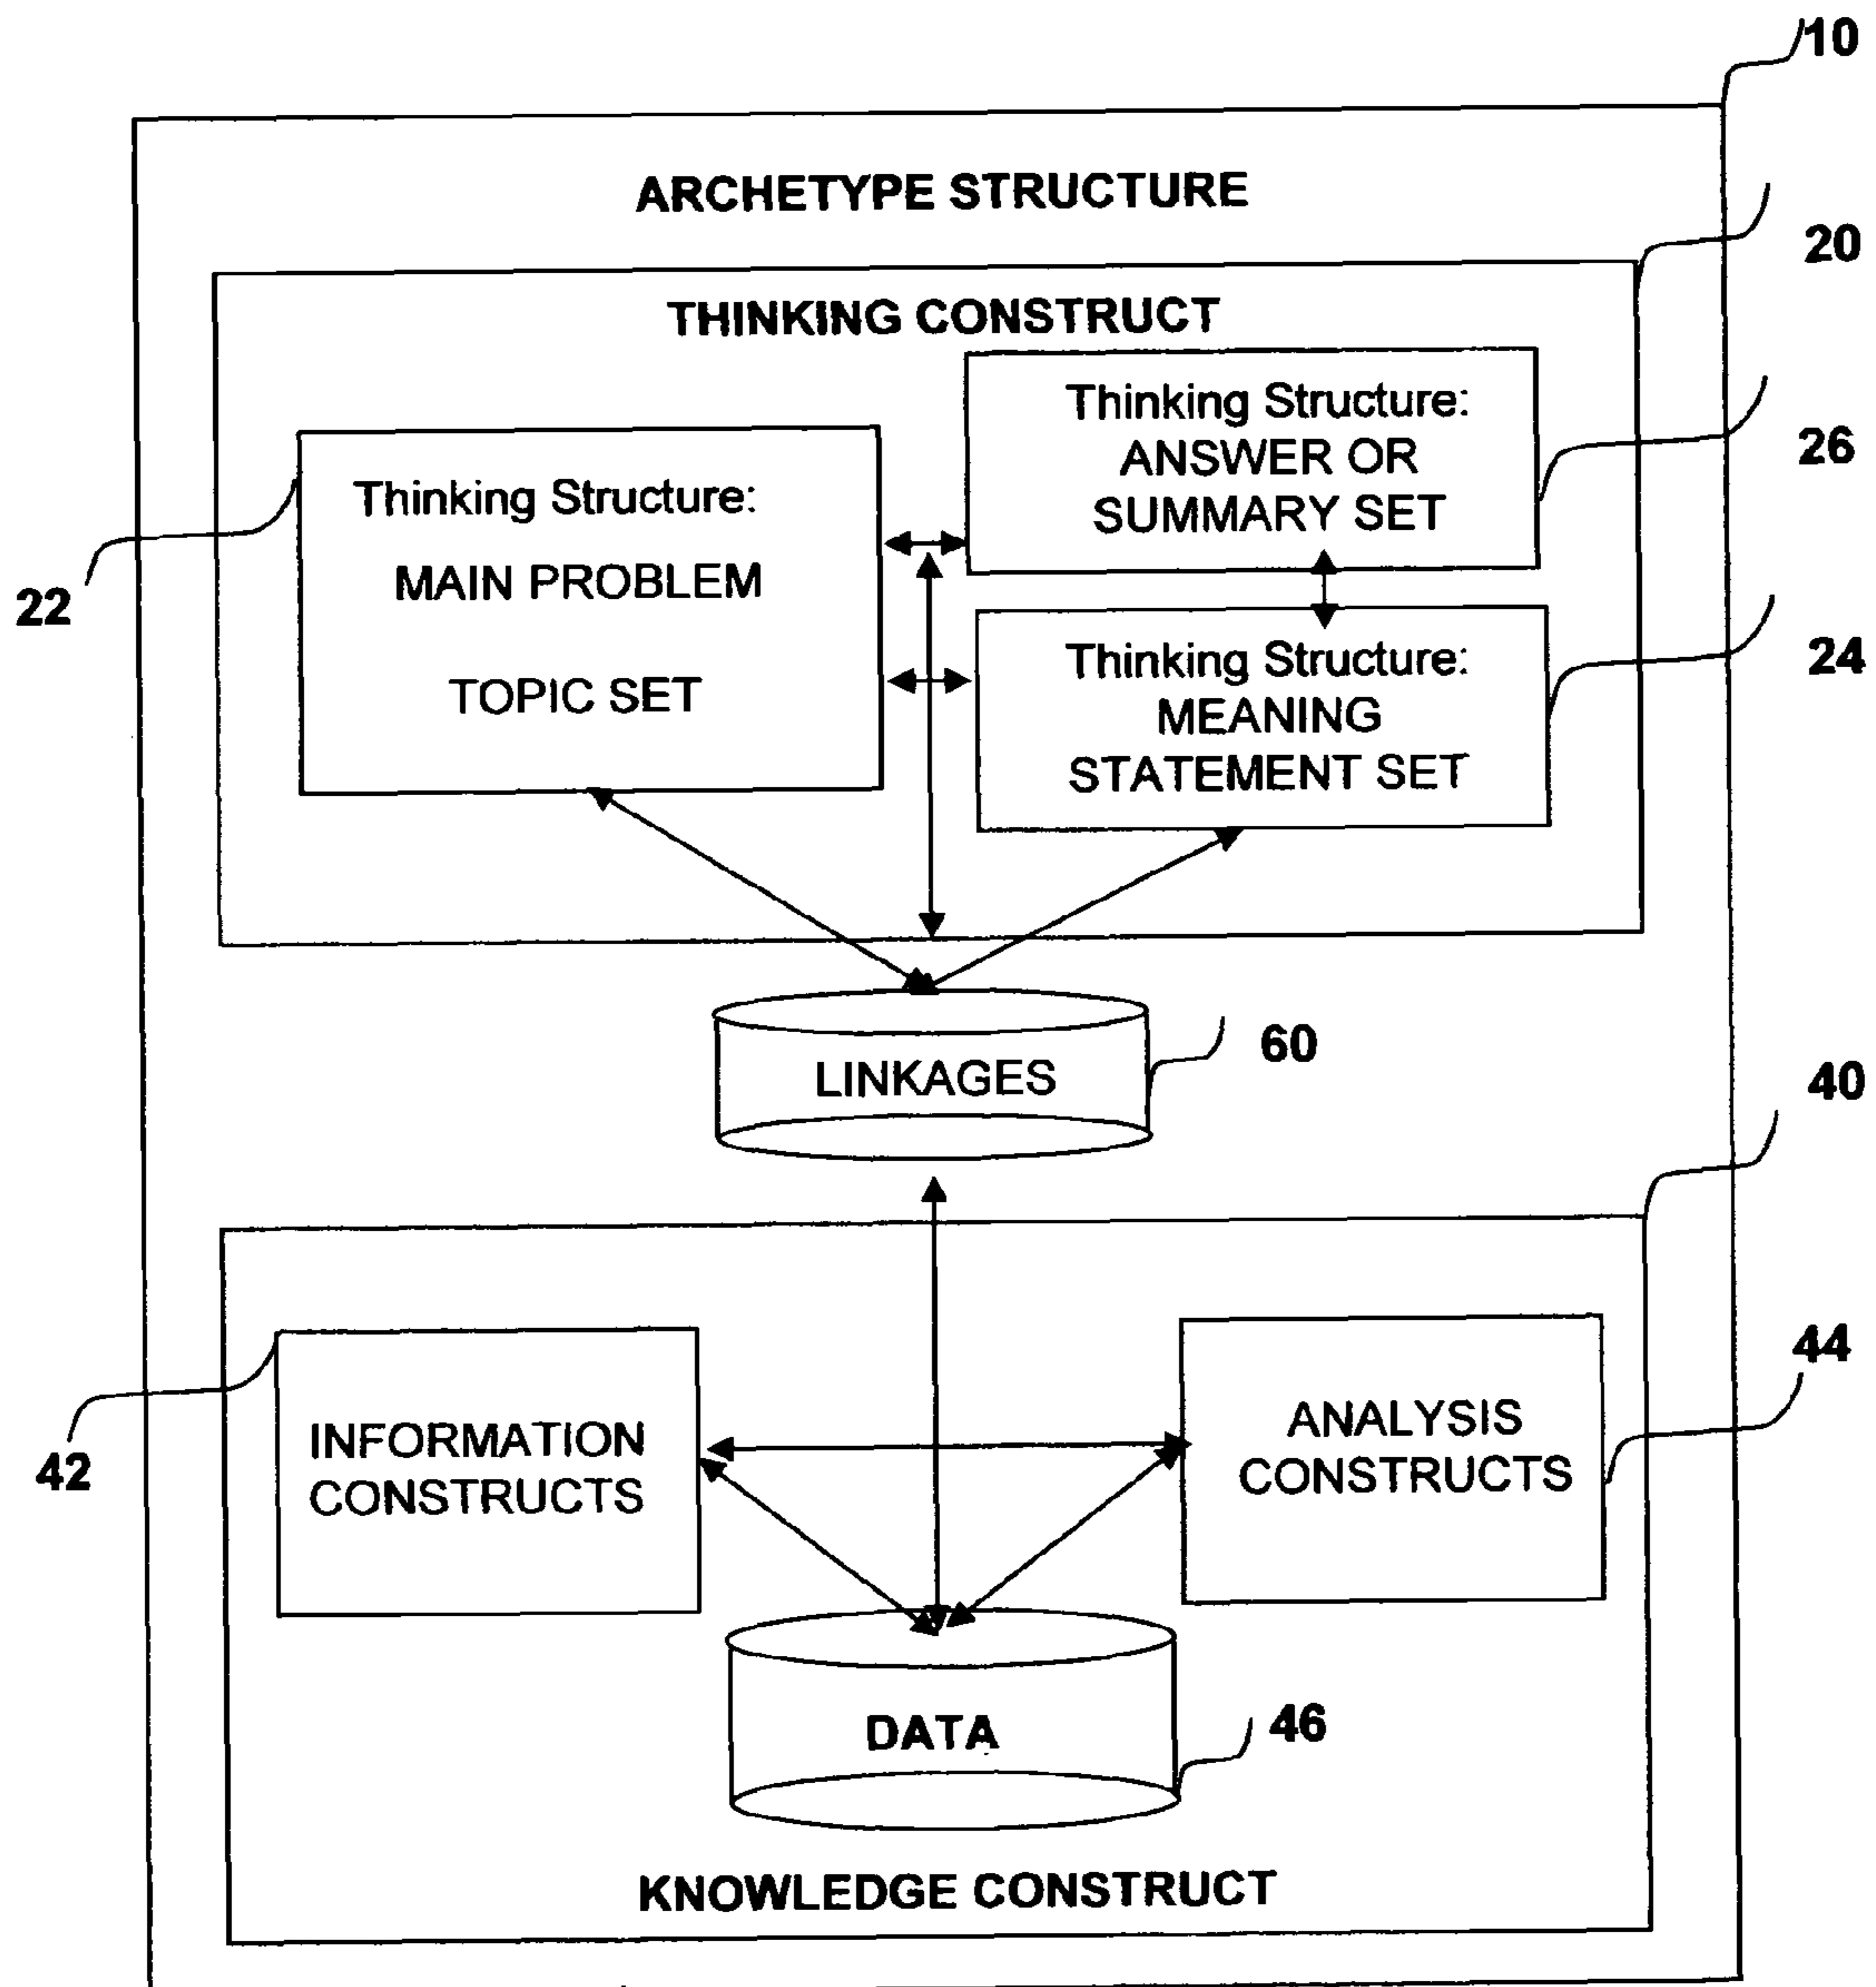 10
ARCHETYPE STRUCTURE
20
THINKING CONSTRUCT
Thinking Structure:
ANSWER OR
SUMMARY SET
26
Thinking Structure:
MAIN PROBLEM
TOPIC SET
22
Thinking Structure:
MEANING
STATEMENT SET
24
LINKAGES
60
40
INFORMATION
CONSTRUCTS
42
ANALYSIS
CONSTRUCTS
44
DATA
46
KNOWLEDGE CONSTRUCT